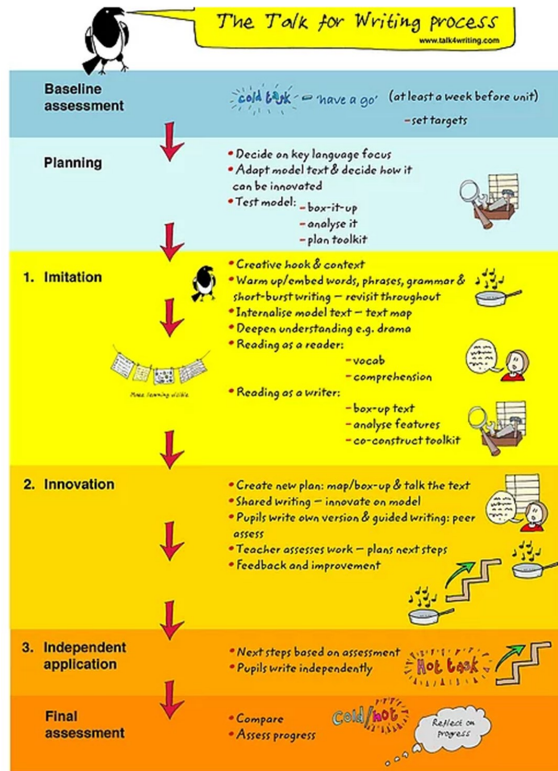 The Talk for Writing process
www.talk4writing.com
Baseline
assessment
cold task – 'have a go' (at least a week before unit)
–set targets
Planning
• Decide on key language focus
• Adapt model text & decide how it
can be innovated
• Test model:
–box-it-up
–analyse it
–plan toolkit
1. Imitation
• Creative hook & context
• Warm up/embed words, phrases, grammar &
short-burst writing – revisit throughout
• Internalise model text – text map
• Deepen understanding e.g. drama
• Reading as a reader:
–vocab
–comprehension
Make learning visible
• Reading as a writer:
–box-up text
–analyse features
–co-construct toolkit
2. Innovation
• Create new plan: map/box-up & talk the text
• Shared writing – innovate on model
• Pupils write own version & guided writing: peer
assess
• Teacher assesses work – plans next steps
• Feedback and improvement
3. Independent
application
• Next steps based on assessment
• Pupils write independently
Hot task
Final
assessment
• Compare
• Assess progress
Cold/hot
Reflect on
progress